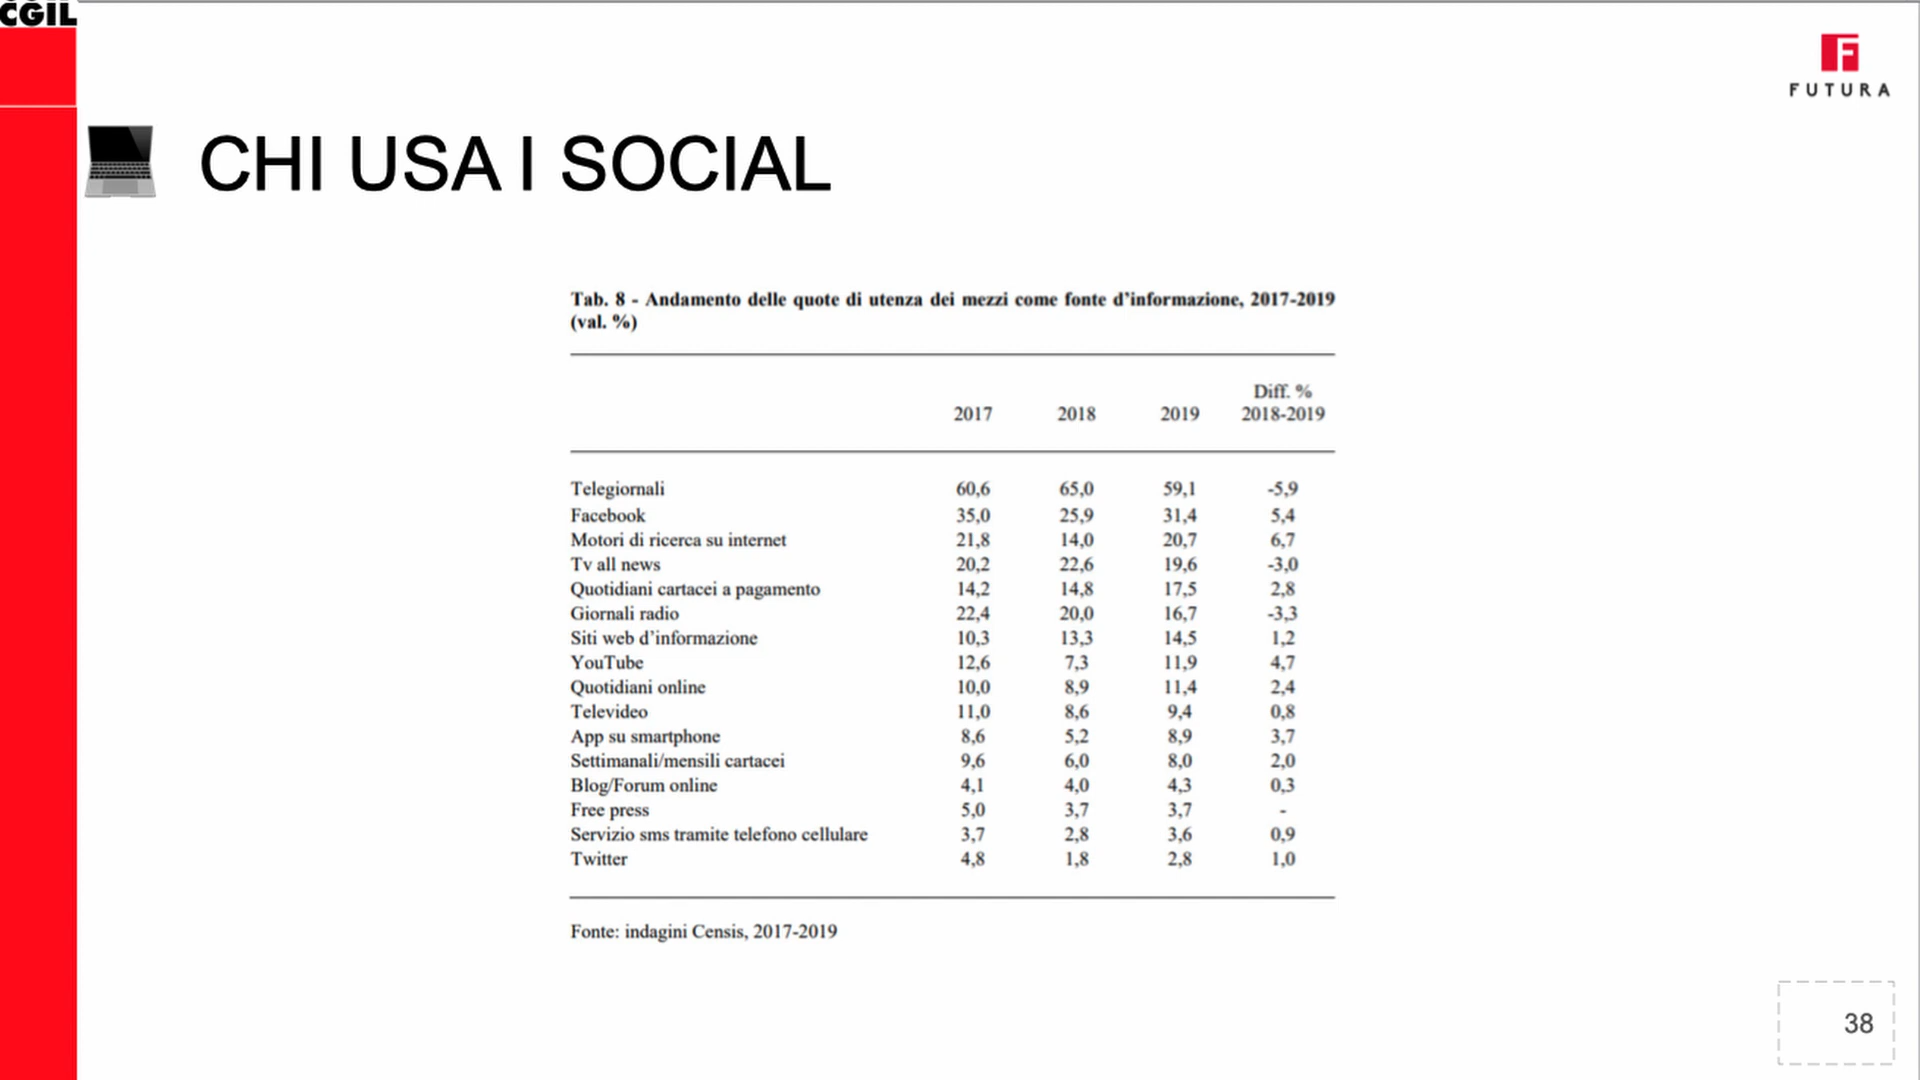 CGIL
FUTURA
CHI USA I SOCIAL
Tab. 8 - Andamento delle quote di utenza dei mezzi come fonte d'informazione, 2017-2019
(val. %)
Diff. %
2017 2018 2019 2018-2019
Telegiornali 60,6 65,0 59,1 -5,9
Facebook 35,0 25,9 31,4 5,4
Motori di ricerca su internet 21,8 14,0 20,7 6,7
Tv all news 20,2 22,6 19,6 -3,0
Quotidiani cartacei a pagamento 14,2 14,8 17,5 2,8
Giornali radio 22,4 20,0 16,7 -3,3
Siti web d'informazione 10,3 13,3 14,5 1,2
YouTube 12,6 7,3 11,9 4,7
Quotidiani online 10,0 8,9 11,4 2,4
Televideo 11,0 8,6 9,4 0,8
App su smartphone 8,6 5,2 8,9 3,7
Settimanali/mensili cartacei 9,6 6,0 8,0 2,0
Blog/Forum online 4,1 4,0 4,3 0,3
Free press 5,0 3,7 3,7 -
Servizio sms tramite telefono cellulare 3,7 2,8 3,6 0,9
Twitter 4,8 1,8 2,8 1,0
Fonte: indagini Censis, 2017-2019
38